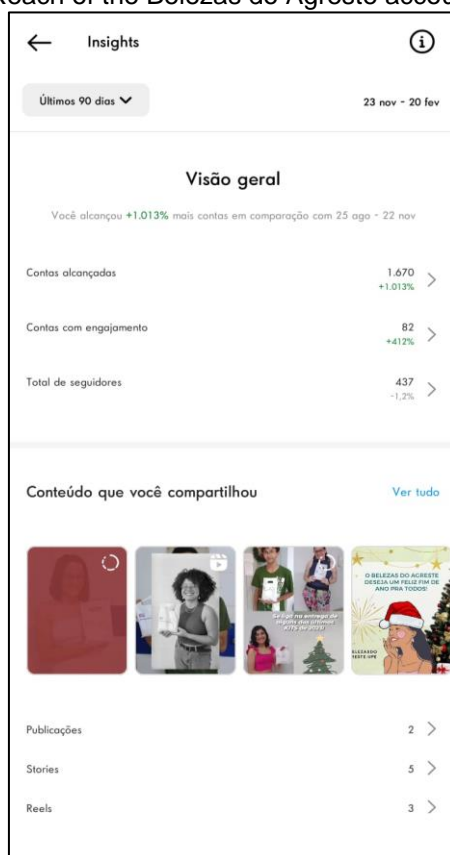 Reach of the Belezas do Agreste
Insights
Últimos 90 dias
23 nov - 20 fev
Visão geral
Você alcançou +1.013% mais contas em comparação com 25 ago - 22 nov
Contas alcançadas
1.670
+1.013%
Contas com engajamento
82
+412%
Total de seguidores
437
-1,2%
Conteúdo que você compartilhou
Ver tudo
O BELEZAS DO AGRESTE
DESEJA UM FELIZ FIM DE
ANO PRA TODOS!
Publicações
2
Stories
5
Reels
3